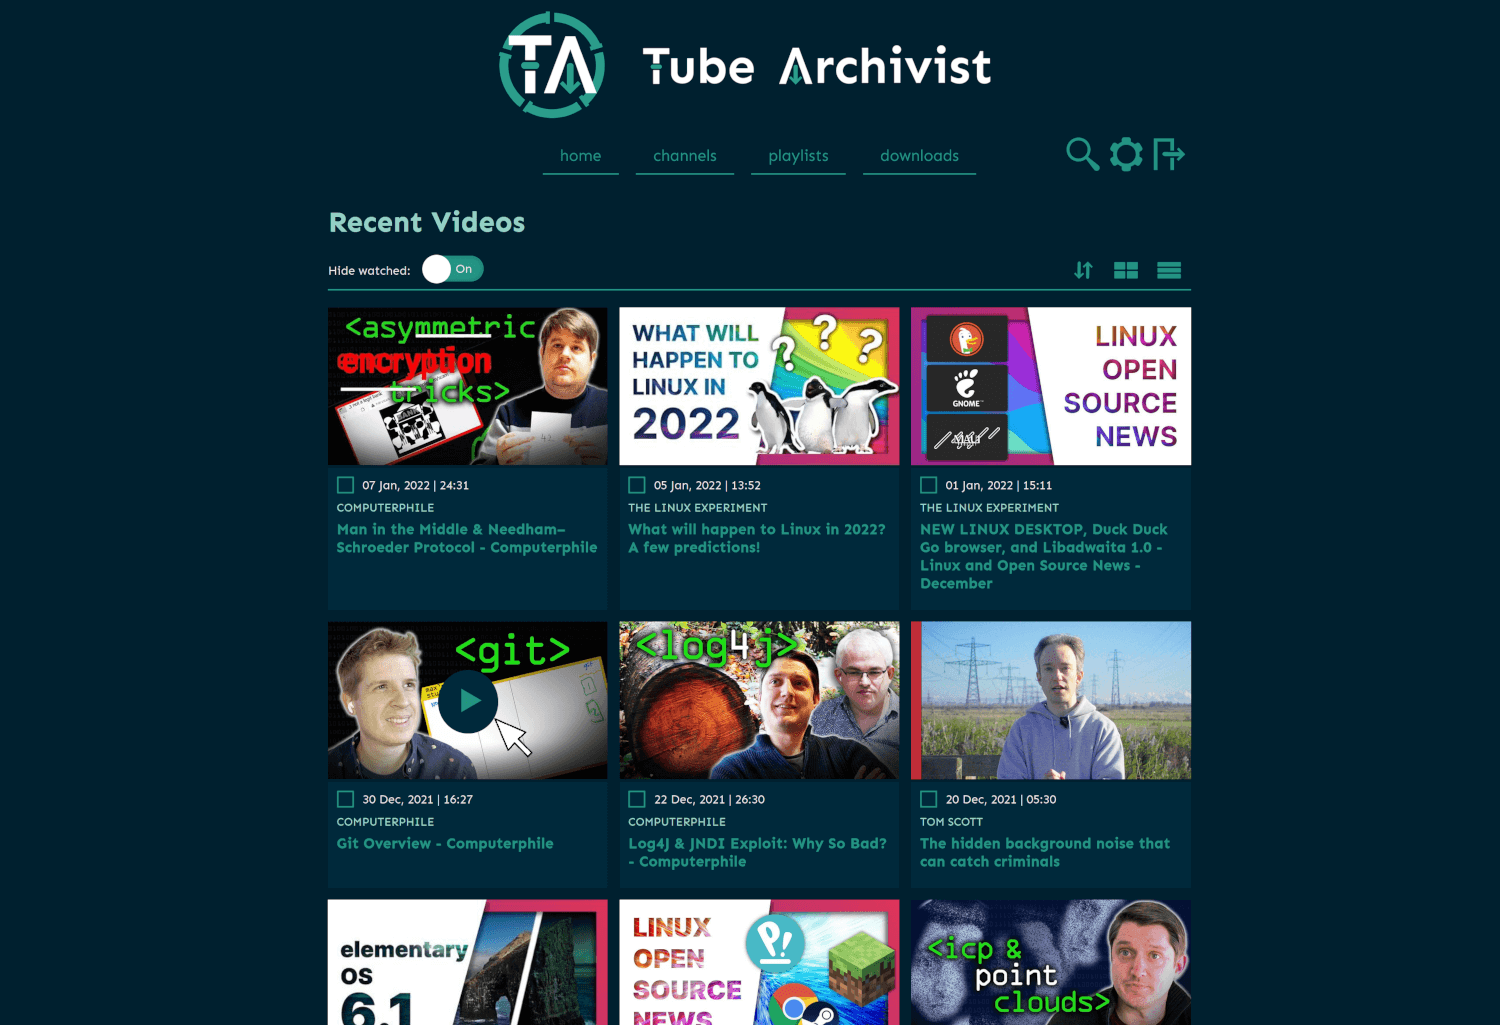 TA Tube Archivist
home channels playlists downloads
Recent Videos
Hide watched: On
<asymmetric
encryption
tricks>
WHAT WILL
HAPPEN TO
LINUX IN
2022
???
GNOME
LINUX
OPEN
SOURCE
NEWS
07 Jan, 2022 | 24:31
COMPUTERPHILE
Man in the Middle & Needham–
Schroeder Protocol - Computerphile
05 Jan, 2022 | 13:52
THE LINUX EXPERIMENT
What will happen to Linux in 2022?
A few predictions!
01 Jan, 2022 | 15:11
THE LINUX EXPERIMENT
NEW LINUX DESKTOP, Duck Duck
Go browser, and Libadwaita 1.0 -
Linux and Open Source News -
December
<git>
<log4j>
30 Dec, 2021 | 16:27
COMPUTERPHILE
Git Overview - Computerphile
22 Dec, 2021 | 26:30
COMPUTERPHILE
Log4J & JNDI Exploit: Why So Bad?
- Computerphile
20 Dec, 2021 | 05:30
TOM SCOTT
The hidden background noise that
can catch criminals
elementary
OS
6.1
LINUX
OPEN
SOURCE
NEWS
P!
<icp &
point
clouds>